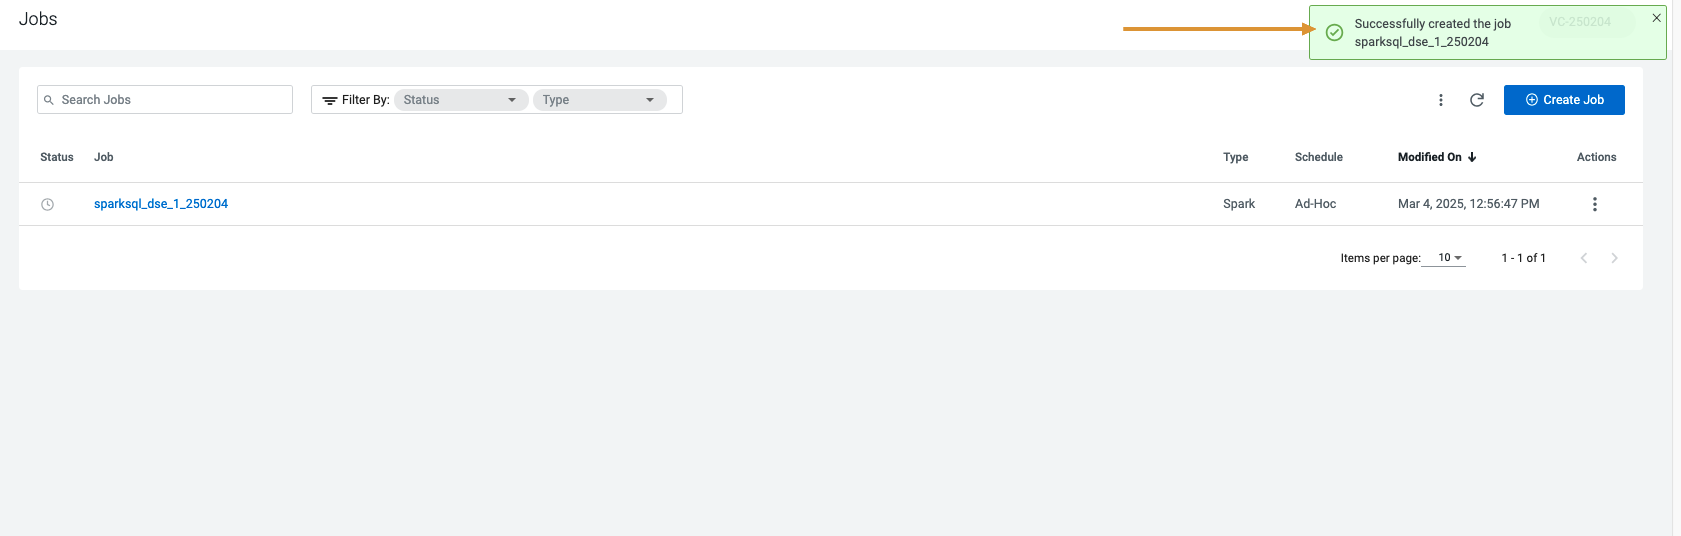 Jobs
Successfully created the job
sparksql_dse_1_250204
VC-250204
Search Jobs
Filter By: Status Type
Create Job
Status Job Type Schedule Modified On Actions
sparksql_dse_1_250204 Spark Ad-Hoc Mar 4, 2025, 12:56:47 PM
Items per page: 10 1 - 1 of 1